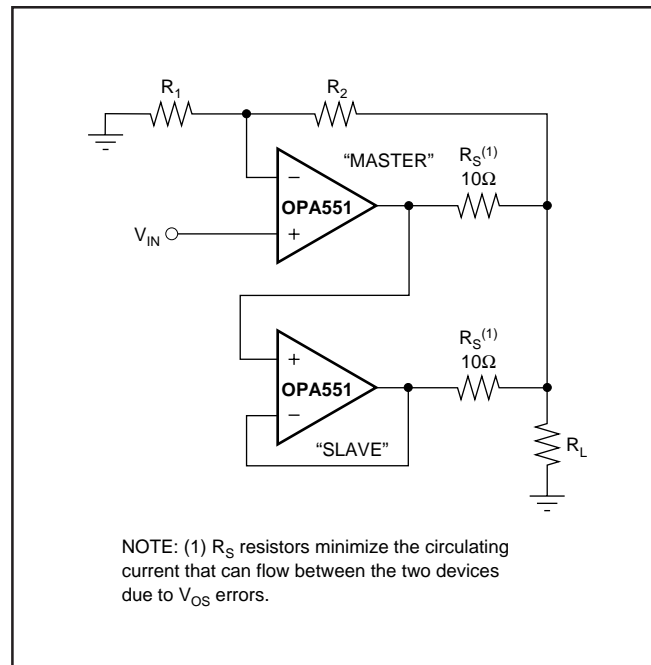 R1
R2
"MASTER"
RS(1)
10Ω
−
OPA551
VIN
+
RS(1)
10Ω
+
OPA551
−
"SLAVE"
RL
NOTE: (1) RS resistors minimize the circulating
current that can flow between the two devices
due to VOS errors.